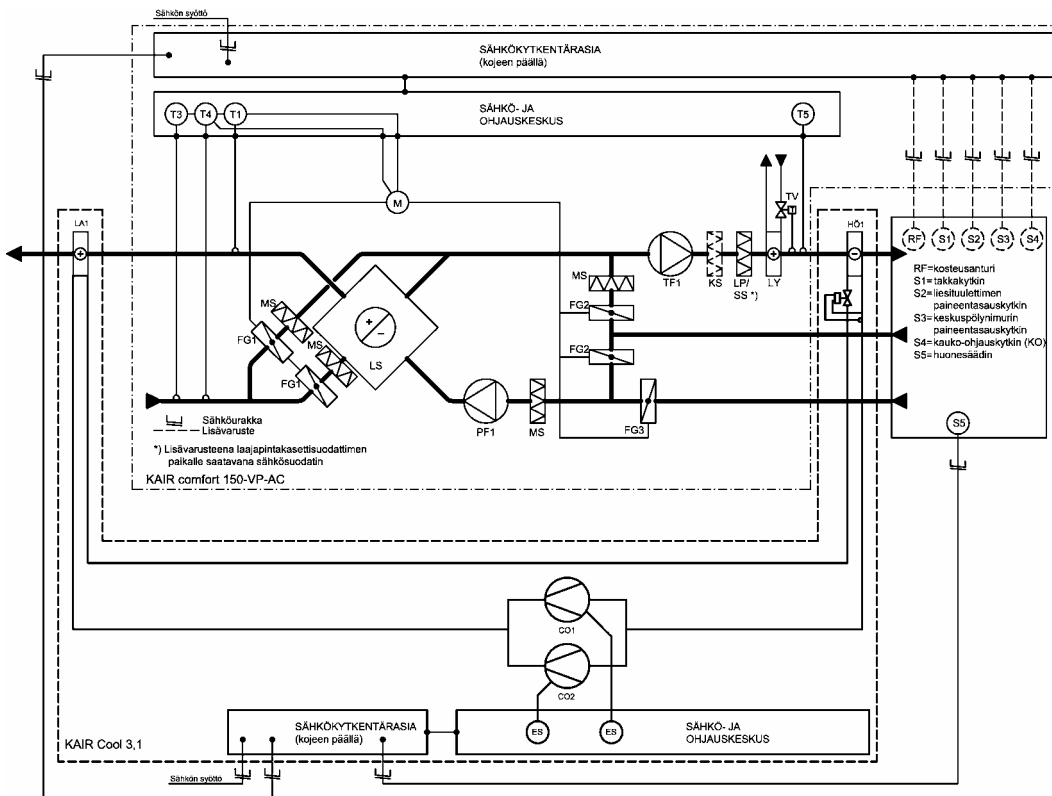 Sähkön syöttö
SÄHKÖKYTKENTÄRASIA
(kojeen päällä)
T3
T4
T1
SÄHKÖ- JA
OHJAUSKESKUS
T5
M
TV
LA1
HÖ1
RF
S1
S2
S3
S4
RF=kosteusanturi
S1=takkakytkin
S2=liesituulettimen
paineentasauskytkin
S3=keskuspölynimurin
paineentasauskytkin
S4=kauko-ohjauskytkin (KO)
S5=huonesäädin
MS
TF1
KS
LP/
SS *)
LY
MS
FG2
FG1
MS
LS
FG2
FG1
PF1
MS
FG3
S5
Sähköurakka
Lisävaruste
*) Lisävarusteena laajapintakasettisuodattimen
paikalle saatavana sähkösuodatin
KAIR comfort 150-VP-AC
CO1
CO2
ES
ES
SÄHKÖKYTKENTÄRASIA
(kojeen päällä)
SÄHKÖ- JA
OHJAUSKESKUS
KAIR Cool 3,1
Sähkön syöttö